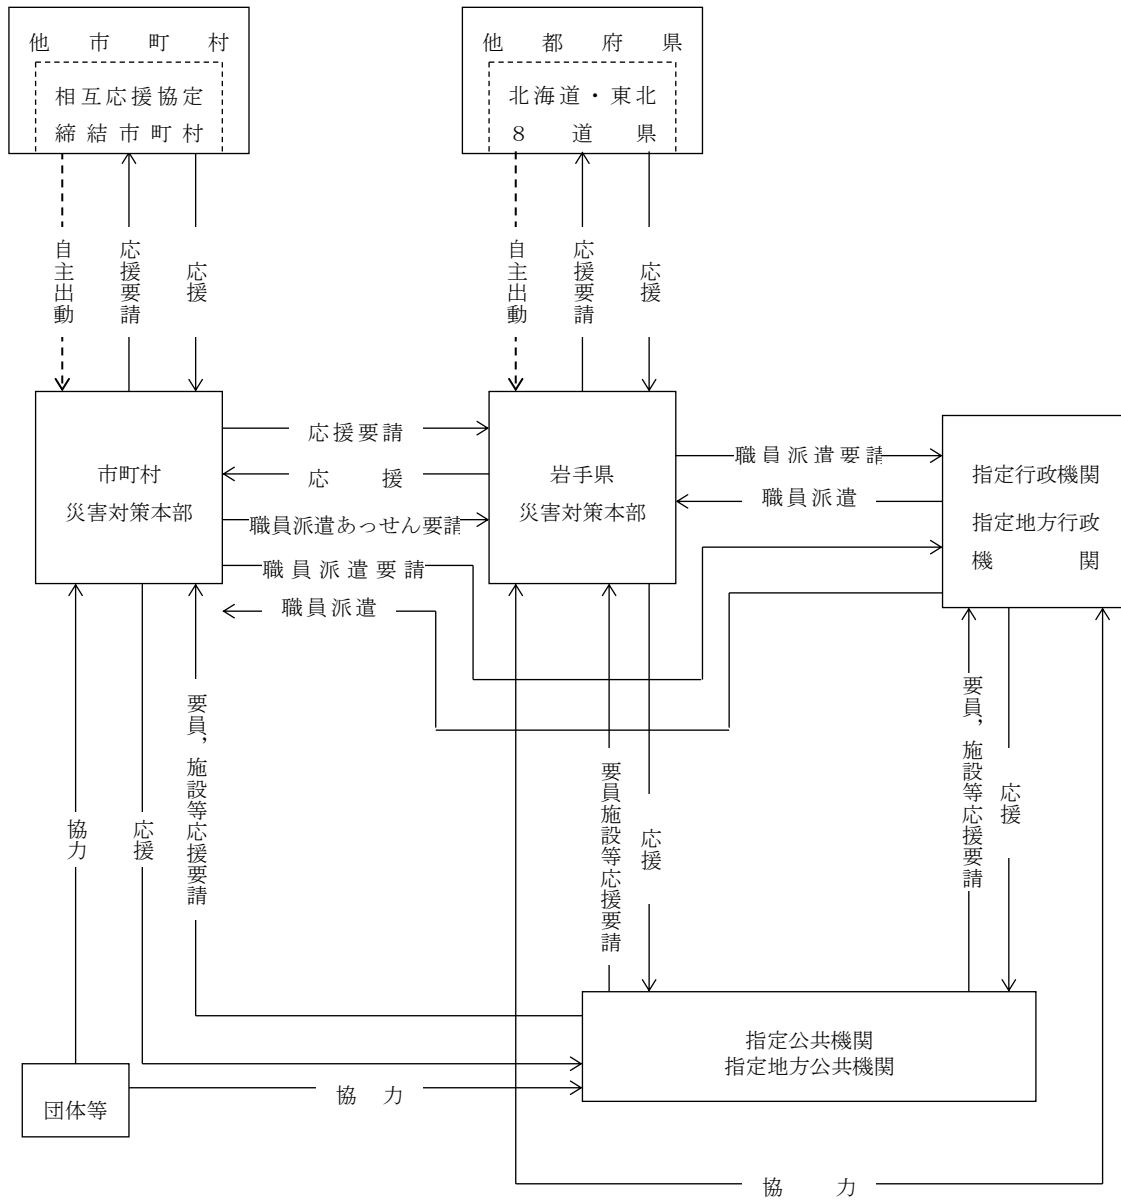 他市町村
相互応援協定
締結市町村
他都府県
北海道・東北
８道県
自主出動
応援要請
応援
自主出動
応援要請
応援
市町村
災害対策本部
応援要請
応援
職員派遣あっせん要請
職員派遣要請
職員派遣
岩手県
災害対策本部
職員派遣要請
職員派遣
指定行政機関
指定地方行政
機関
協力
応援
要員，施設等応援要請
要員施設等応援要請
応援
要員，施設等応援要請
応援
指定公共機関
指定地方公共機関
団体等
協力
協力